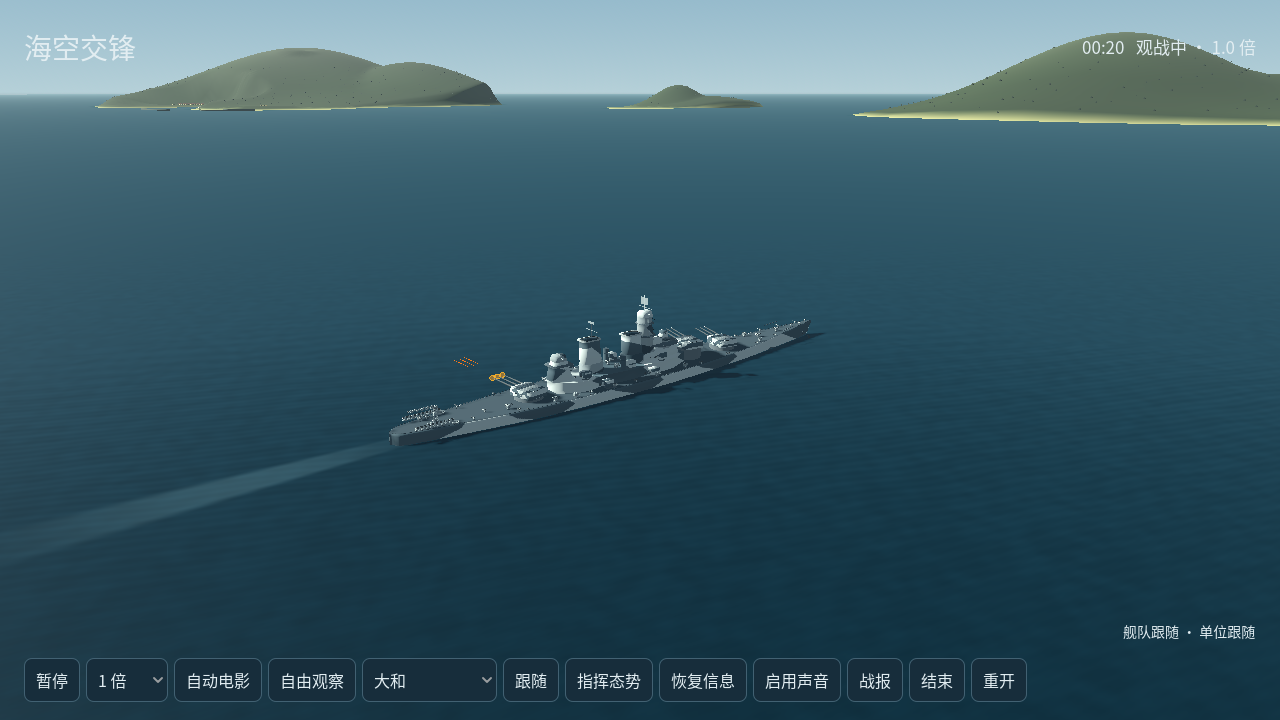 海空交锋
00:20 观战中 · 1.0 倍
舰队跟随 · 单位跟随
暂停 1 倍 自动电影 自由观察 大和 跟随 指挥态势 恢复信息 启用声音 战报 结束 重开